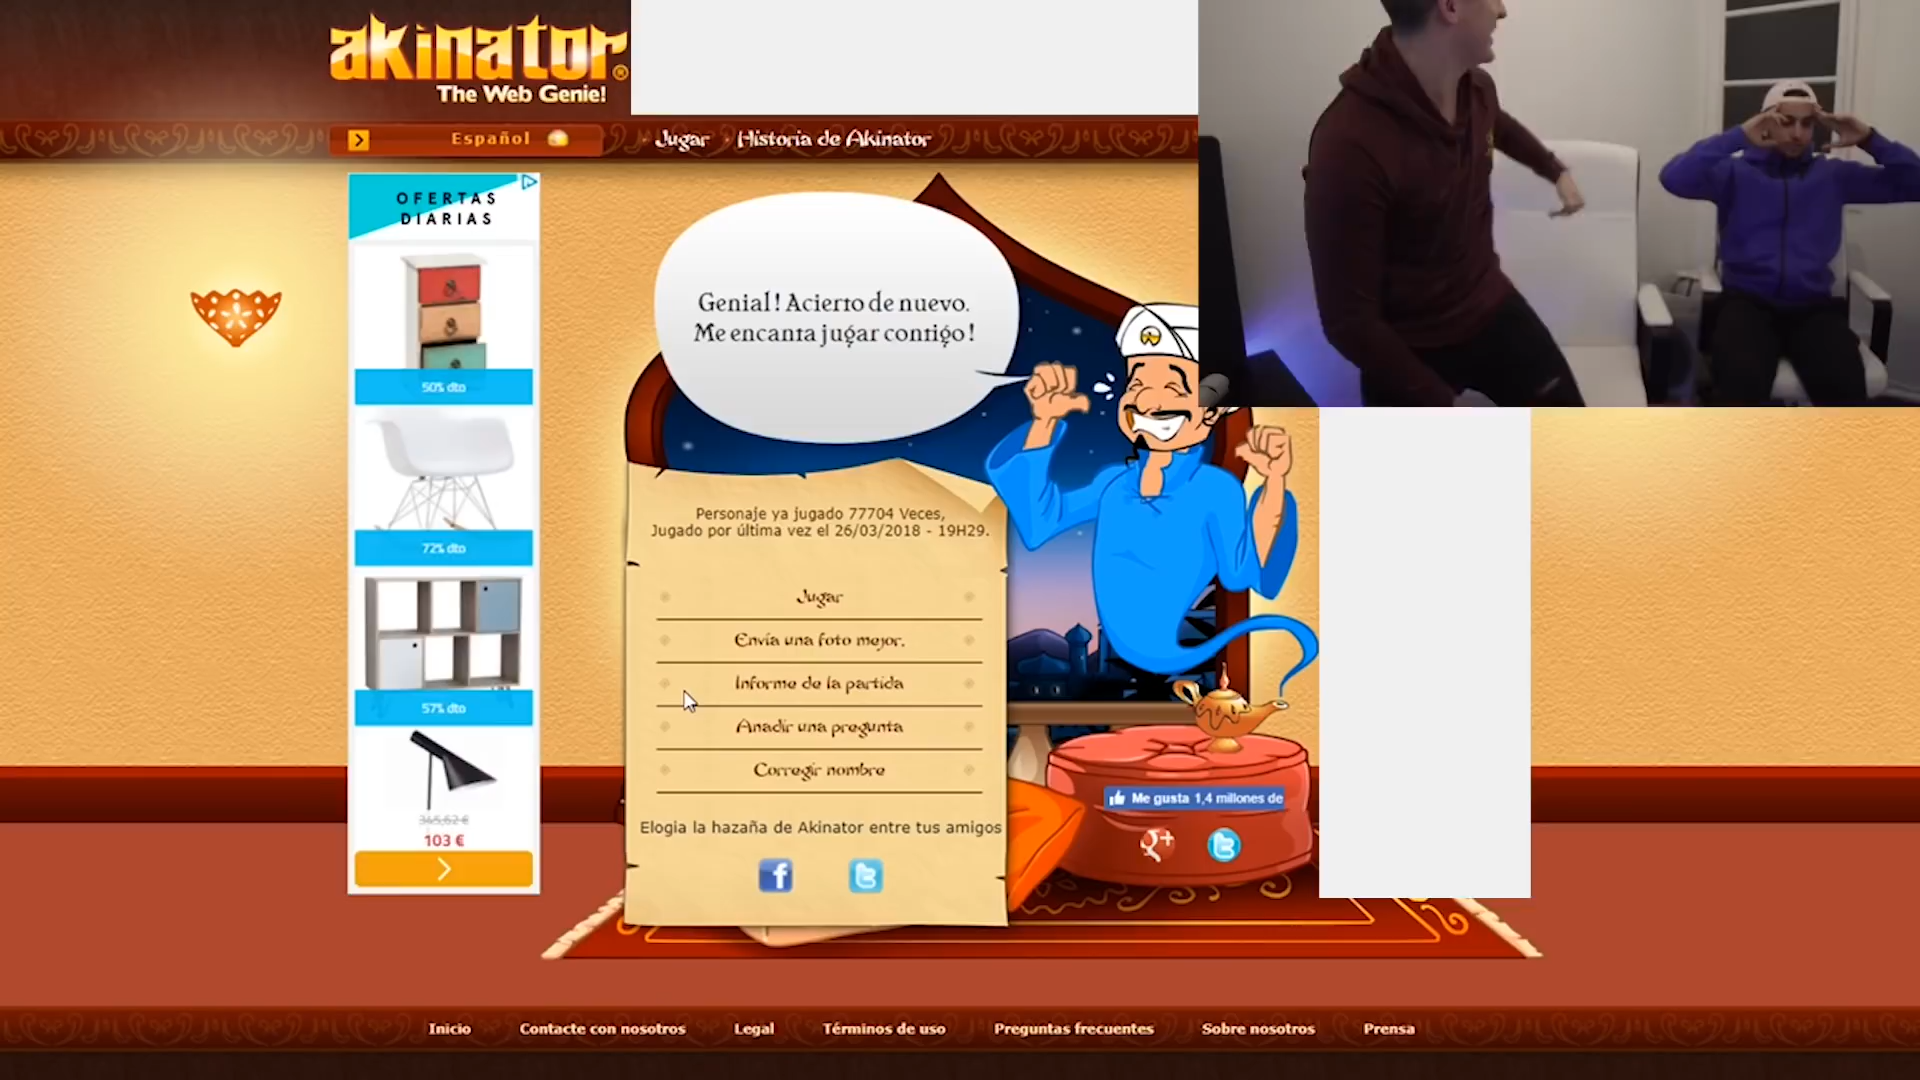 akinator®
The Web Genie!
Español
Jugar
Historia de Akinator
OFERTAS
DIARIAS
50% dto
72% dto
57% dto
345,62 €
103 €
Genial! Acierto de nuevo.
Me encanta jugar contigo!
Personaje ya jugado 77704 Veces,
Jugado por última vez el 26/03/2018 - 19H29.
Jugar
Envía una foto mejor.
Informe de la partida
Anadir una pregunta
Corregir nombre
Elogia la hazaña de Akinator entre tus amigos
Me gusta 1,4 millones de
Inicio
Contacte con nosotros
Legal
Términos de uso
Preguntas frecuentes
Sobre nosotros
Prensa